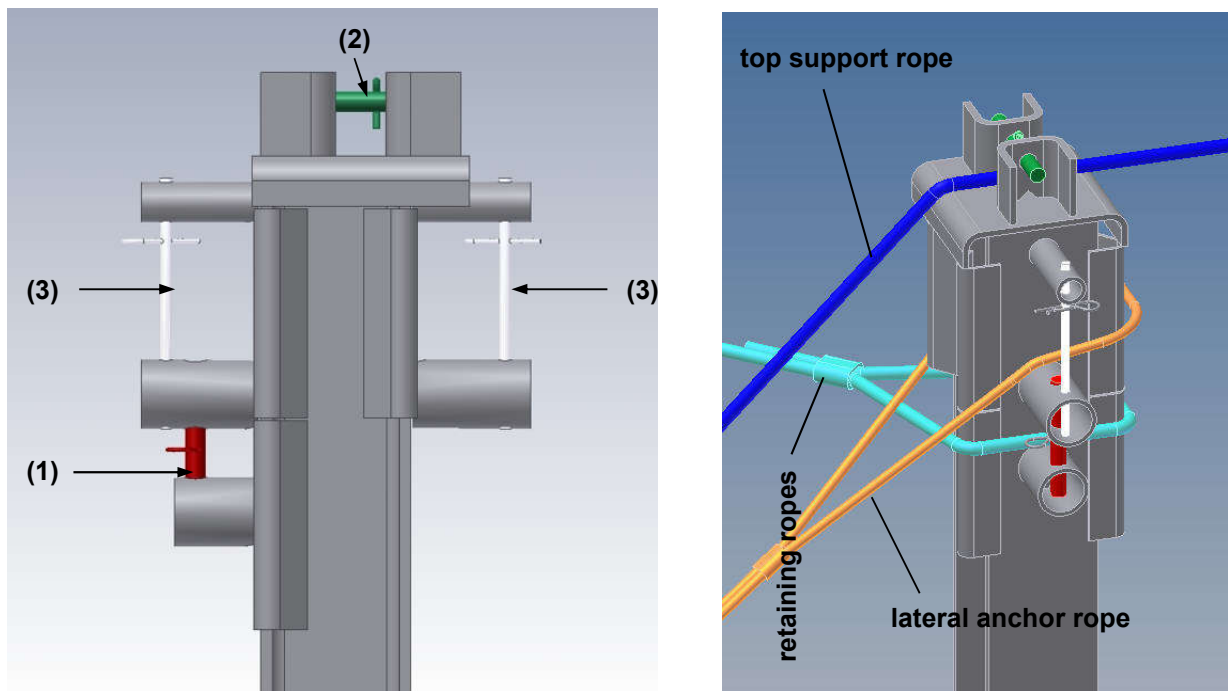 (2)
(3)
(3)
(1)
top support rope
retaining ropes
lateral anchor rope